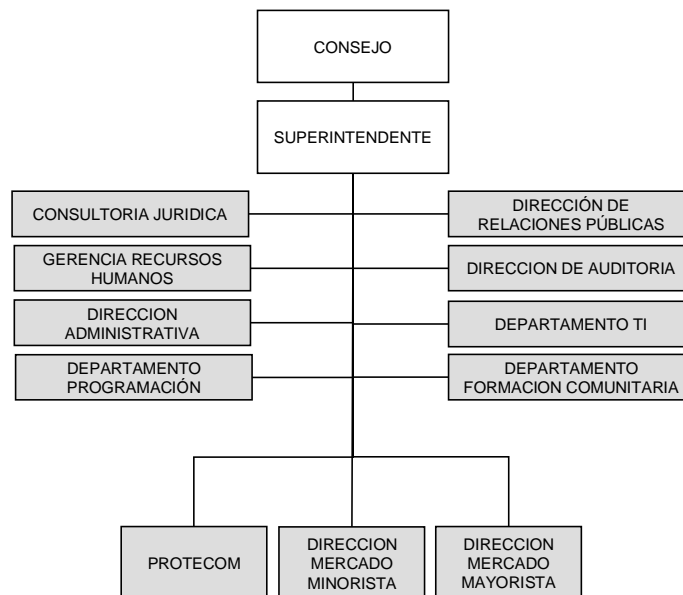 CONSEJO
SUPERINTENDENTE
CONSULTORIA JURIDICA
DIRECCIÓN DE
RELACIONES PÚBLICAS
GERENCIA RECURSOS
HUMANOS
DIRECCION DE AUDITORIA
DIRECCION
ADMINISTRATIVA
DEPARTAMENTO TI
DEPARTAMENTO
PROGRAMACIÓN
DEPARTAMENTO
FORMACION COMUNITARIA
PROTECOM
DIRECCION
MERCADO
MINORISTA
DIRECCION
MERCADO
MAYORISTA